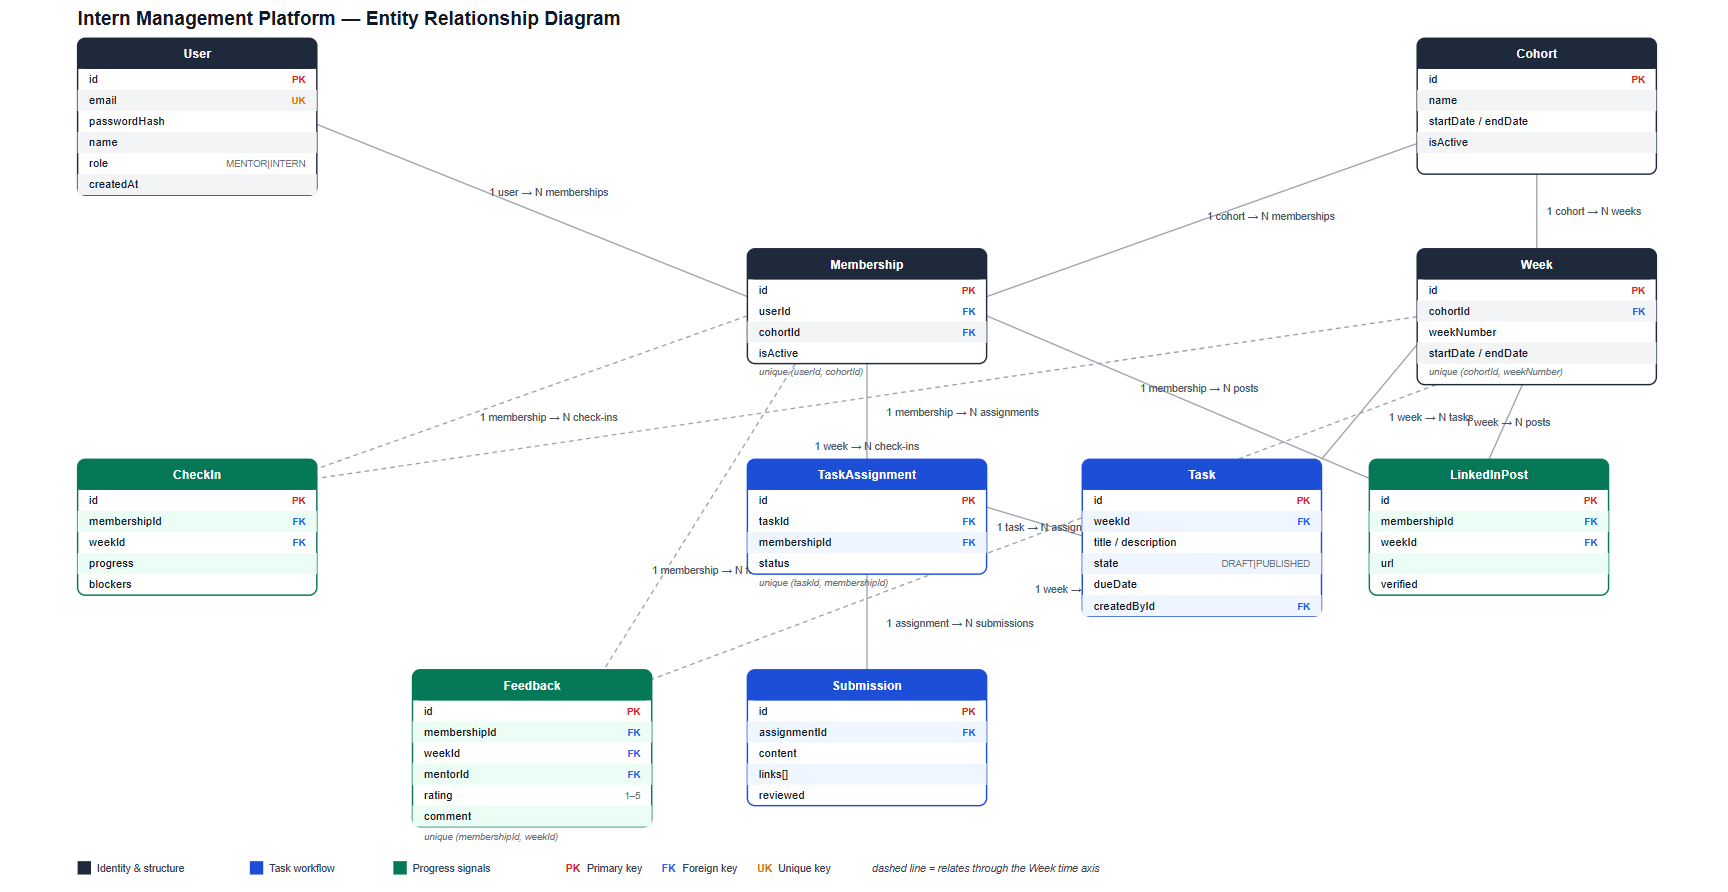 Intern Management Platform — Entity Relationship Diagram
User
id PK
email UK
passwordHash
name
role MENTOR|INTERN
createdAt
Cohort
id PK
name
startDate / endDate
isActive
1 user → N memberships
1 cohort → N memberships
1 cohort → N weeks
Membership
id PK
userId FK
cohortId FK
isActive
unique (userId, cohortId)
Week
id PK
cohortId FK
weekNumber
startDate / endDate
unique (cohortId, weekNumber)
1 membership → N posts
1 membership → N check-ins
1 membership → N assignments
1 week → N tasks
1 week → N posts
1 week → N check-ins
CheckIn
id PK
membershipId FK
weekId FK
progress
blockers
TaskAssignment
id PK
taskId FK
membershipId FK
status
unique (taskId, membershipId)
1 task → N assign
Task
id PK
weekId FK
title / description
state DRAFT|PUBLISHED
dueDate
createdById FK
LinkedInPost
id PK
membershipId FK
weekId FK
url
verified
1 membership → N
1 week →
1 assignment → N submissions
Feedback
id PK
membershipId FK
weekId FK
mentorId FK
rating 1–5
comment
unique (membershipId, weekId)
Submission
id PK
assignmentId FK
content
links[]
reviewed
Identity & structure
Task workflow
Progress signals
PK Primary key
FK Foreign key
UK Unique key
dashed line = relates through the Week time axis